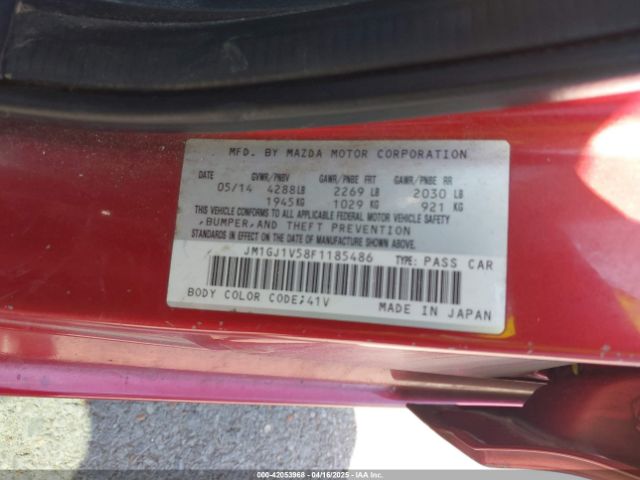 MFD. BY MAZDA MOTOR CORPORATION
DATE GVWR/PNBV GAWR/PNBE FRT GAWR/PNBE RR
05/14 4288LB 2269 LB 2030 LB
1945KG 1029 KG 921 KG
THIS VEHICLE CONFORMS TO ALL APPLICABLE FEDERAL MOTOR VEHICLE SAFETY
,BUMPER,AND THEFT PREVENTION
STANDARDS IN EFFECT ON THE DATE OF MANUFACTURE SHOWN ABOVE.
JM1GJ1V58F1185486 TYPE: PASS CAR
BODY COLOR CODE;41V MADE IN JAPAN
000-42053968 - 04/16/2025 - IAAI.COM